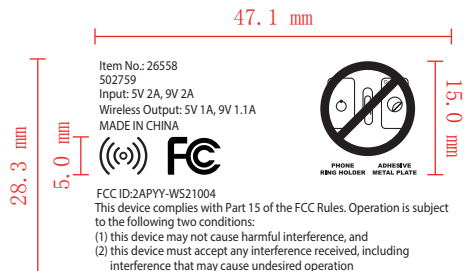 47.1 mm
Item No.: 26558
502759
Input: 5V 2A, 9V 2A
Wireless Output: 5V 1A, 9V 1.1A
MADE IN CHINA
28.3 mm
5.0 mm
15.0 mm
FC
PHONE RING HOLDER
ADHESIVE METAL PLATE
FCC ID:2APYY-WS21004
This device complies with Part 15 of the FCC Rules. Operation is subject
to the following two conditions:
(1) this device may not cause harmful interference, and
(2) this device must accept any interference received, including
interference that may cause undesired operation